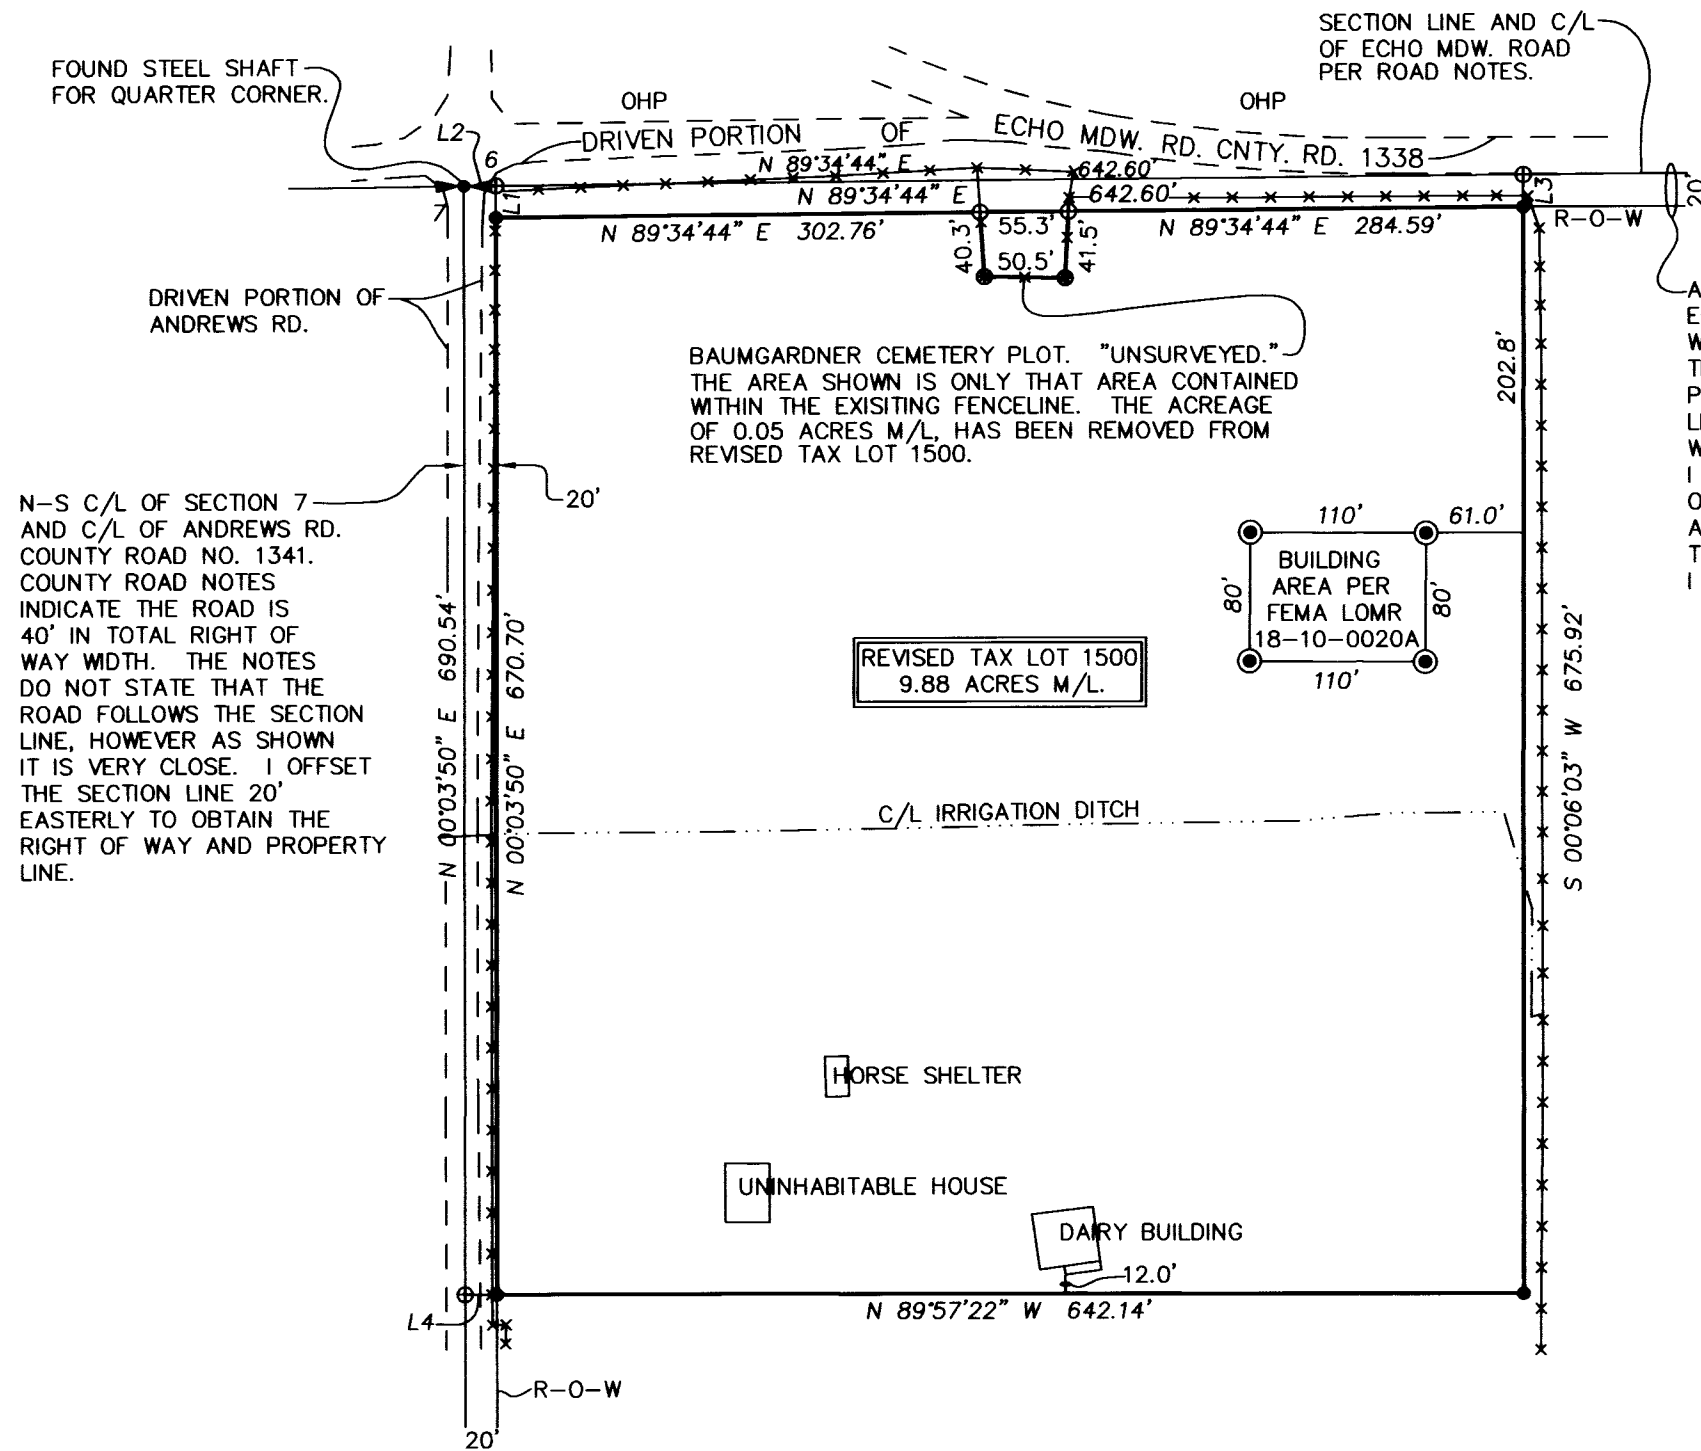 SECTION LINE AND C/L
OF ECHO MDW. ROAD
PER ROAD NOTES.
FOUND STEEL SHAFT
FOR QUARTER CORNER.
OHP
OHP
L2
DRIVEN PORTION OF ECHO MDW. RD. CNTY. RD. 1338
6
7
N 89°34'44" E 642.60'
N 89°34'44" E 642.60'
L1
L3
20
R-O-W
N 89°34'44" E 302.76'
55.3'
N 89°34'44" E 284.59'
40.3'
50.5'
41.5'
DRIVEN PORTION OF
ANDREWS RD.
BAUMGARDNER CEMETERY PLOT. "UNSURVEYED."
THE AREA SHOWN IS ONLY THAT AREA CONTAINED
WITHIN THE EXISITING FENCELINE. THE ACREAGE
OF 0.05 ACRES M/L, HAS BEEN REMOVED FROM
REVISED TAX LOT 1500.
202.8'
A
E
W
T
P
L
W
I
O
A
T
I
20'
N-S C/L OF SECTION 7
AND C/L OF ANDREWS RD.
COUNTY ROAD NO. 1341.
COUNTY ROAD NOTES
INDICATE THE ROAD IS
40' IN TOTAL RIGHT OF
WAY WIDTH. THE NOTES
DO NOT STATE THAT THE
ROAD FOLLOWS THE SECTION
LINE, HOWEVER AS SHOWN
IT IS VERY CLOSE. I OFFSET
THE SECTION LINE 20'
EASTERLY TO OBTAIN THE
RIGHT OF WAY AND PROPERTY
LINE.
N 00°03'50" E 690.54'
N 00°03'50" E 670.70'
110'
61.0'
80'
BUILDING
AREA PER
FEMA LOMR
18-10-0020A
80'
110'
REVISED TAX LOT 1500
9.88 ACRES M/L.
S 00°06'03" W 675.92'
C/L IRRIGATION DITCH
HORSE SHELTER
UNINHABITABLE HOUSE
DAIRY BUILDING
12.0'
L4
N 89°57'22" W 642.14'
R-O-W
20'